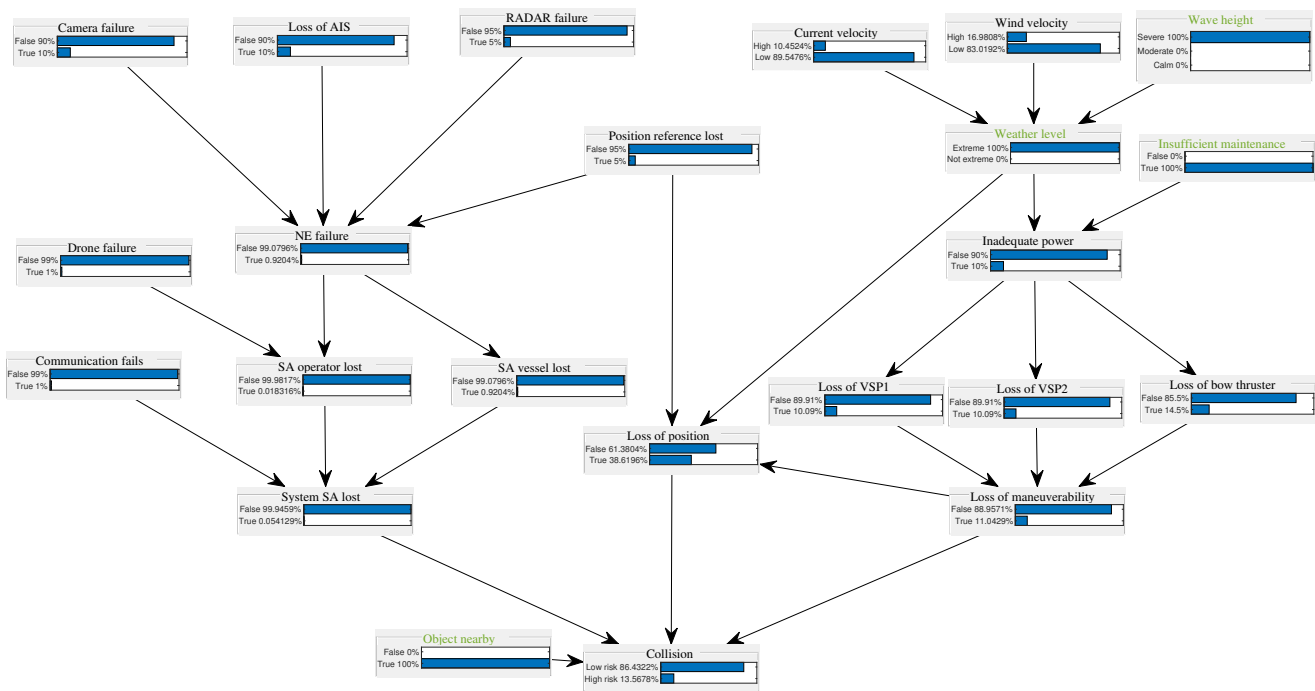 Camera failure
False 90%
True 10%
Loss of AIS
False 90%
True 10%
RADAR failure
False 95%
True 5%
Current velocity
High 10.4524%
Low 89.5476%
Wind velocity
High 16.9808%
Low 83.0192%
Wave height
Severe 100%
Moderate 0%
Calm 0%
Position reference lost
False 95%
True 5%
Weather level
Extreme 100%
Not extreme 0%
Insufficient maintenance
False 0%
True 100%
NE failure
False 99.0796%
True 0.9204%
Drone failure
False 99%
True 1%
Inadequate power
False 90%
True 10%
Communication fails
False 99%
True 1%
SA operator lost
False 99.9817%
True 0.018316%
SA vessel lost
False 99.0796%
True 0.9204%
Loss of VSP1
False 89.91%
True 10.09%
Loss of VSP2
False 89.91%
True 10.09%
Loss of bow thruster
False 85.5%
True 14.5%
Loss of position
False 61.3804%
True 38.6196%
System SA lost
False 99.9459%
True 0.054129%
Loss of maneuverability
False 88.9571%
True 11.0429%
Object nearby
False 0%
True 100%
Collision
Low risk 86.4322%
High risk 13.5678%